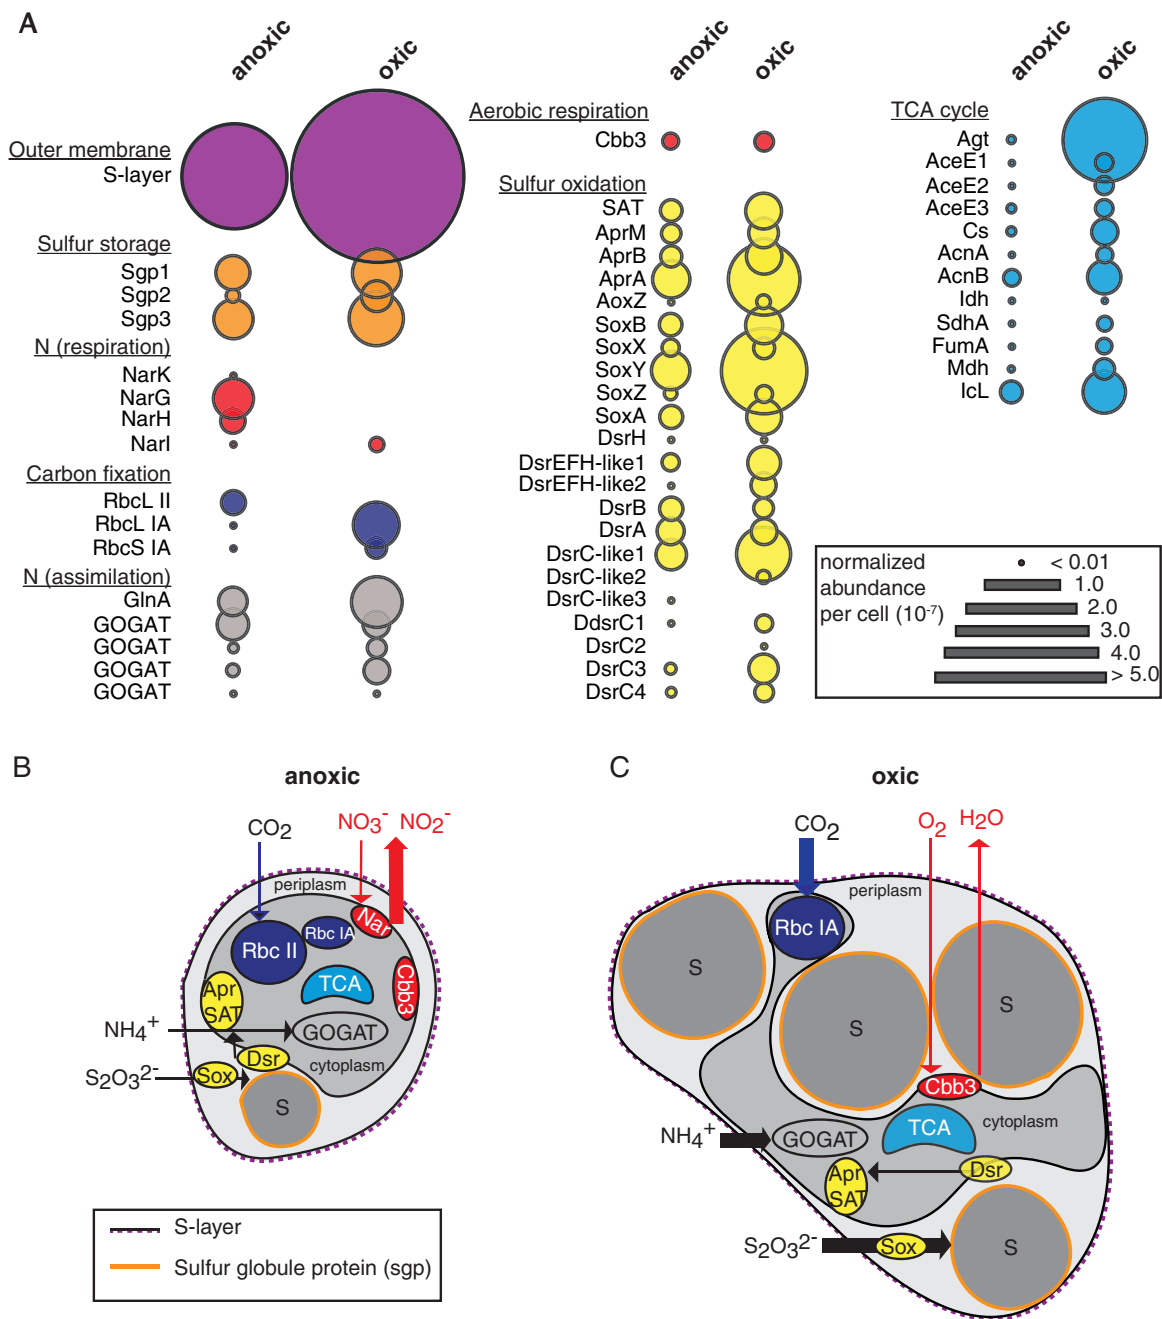 A
anoxic
oxic
Outer membrane
S-layer
Sulfur storage
Sgp1
Sgp2
Sgp3
N (respiration)
NarK
NarG
NarH
NarI
Carbon fixation
RbcL II
RbcL IA
RbcS IA
N (assimilation)
GlnA
GOGAT
GOGAT
GOGAT
GOGAT
anoxic
oxic
Aerobic respiration
Cbb3
Sulfur oxidation
SAT
AprM
AprB
AprA
AoxZ
SoxB
SoxX
SoxY
SoxZ
SoxA
DsrH
DsrEFH-like1
DsrEFH-like2
DsrB
DsrA
DsrC-like1
DsrC-like2
DsrC-like3
DdsrC1
DsrC2
DsrC3
DsrC4
anoxic
oxic
TCA cycle
Agt
AceE1
AceE2
AceE3
Cs
AcnA
AcnB
Idh
SdhA
FumA
Mdh
IcL
normalized
abundance
per cell (10⁻⁷)
< 0.01
1.0
2.0
3.0
4.0
> 5.0
B
anoxic
CO₂
NO₃⁻
NO₂⁻
periplasm
Rbc II
Rbc IA
Nar
Apr
SAT
TCA
Cbb3
NH₄⁺
GOGAT
cytoplasm
Dsr
S₂O₃²⁻
Sox
S
S-layer
Sulfur globule protein (sgp)
C
oxic
CO₂
O₂
H₂O
periplasm
Rbc IA
S
S
S
Cbb3
NH₄⁺
GOGAT
TCA
cytoplasm
Apr
SAT
Dsr
S₂O₃²⁻
Sox
S